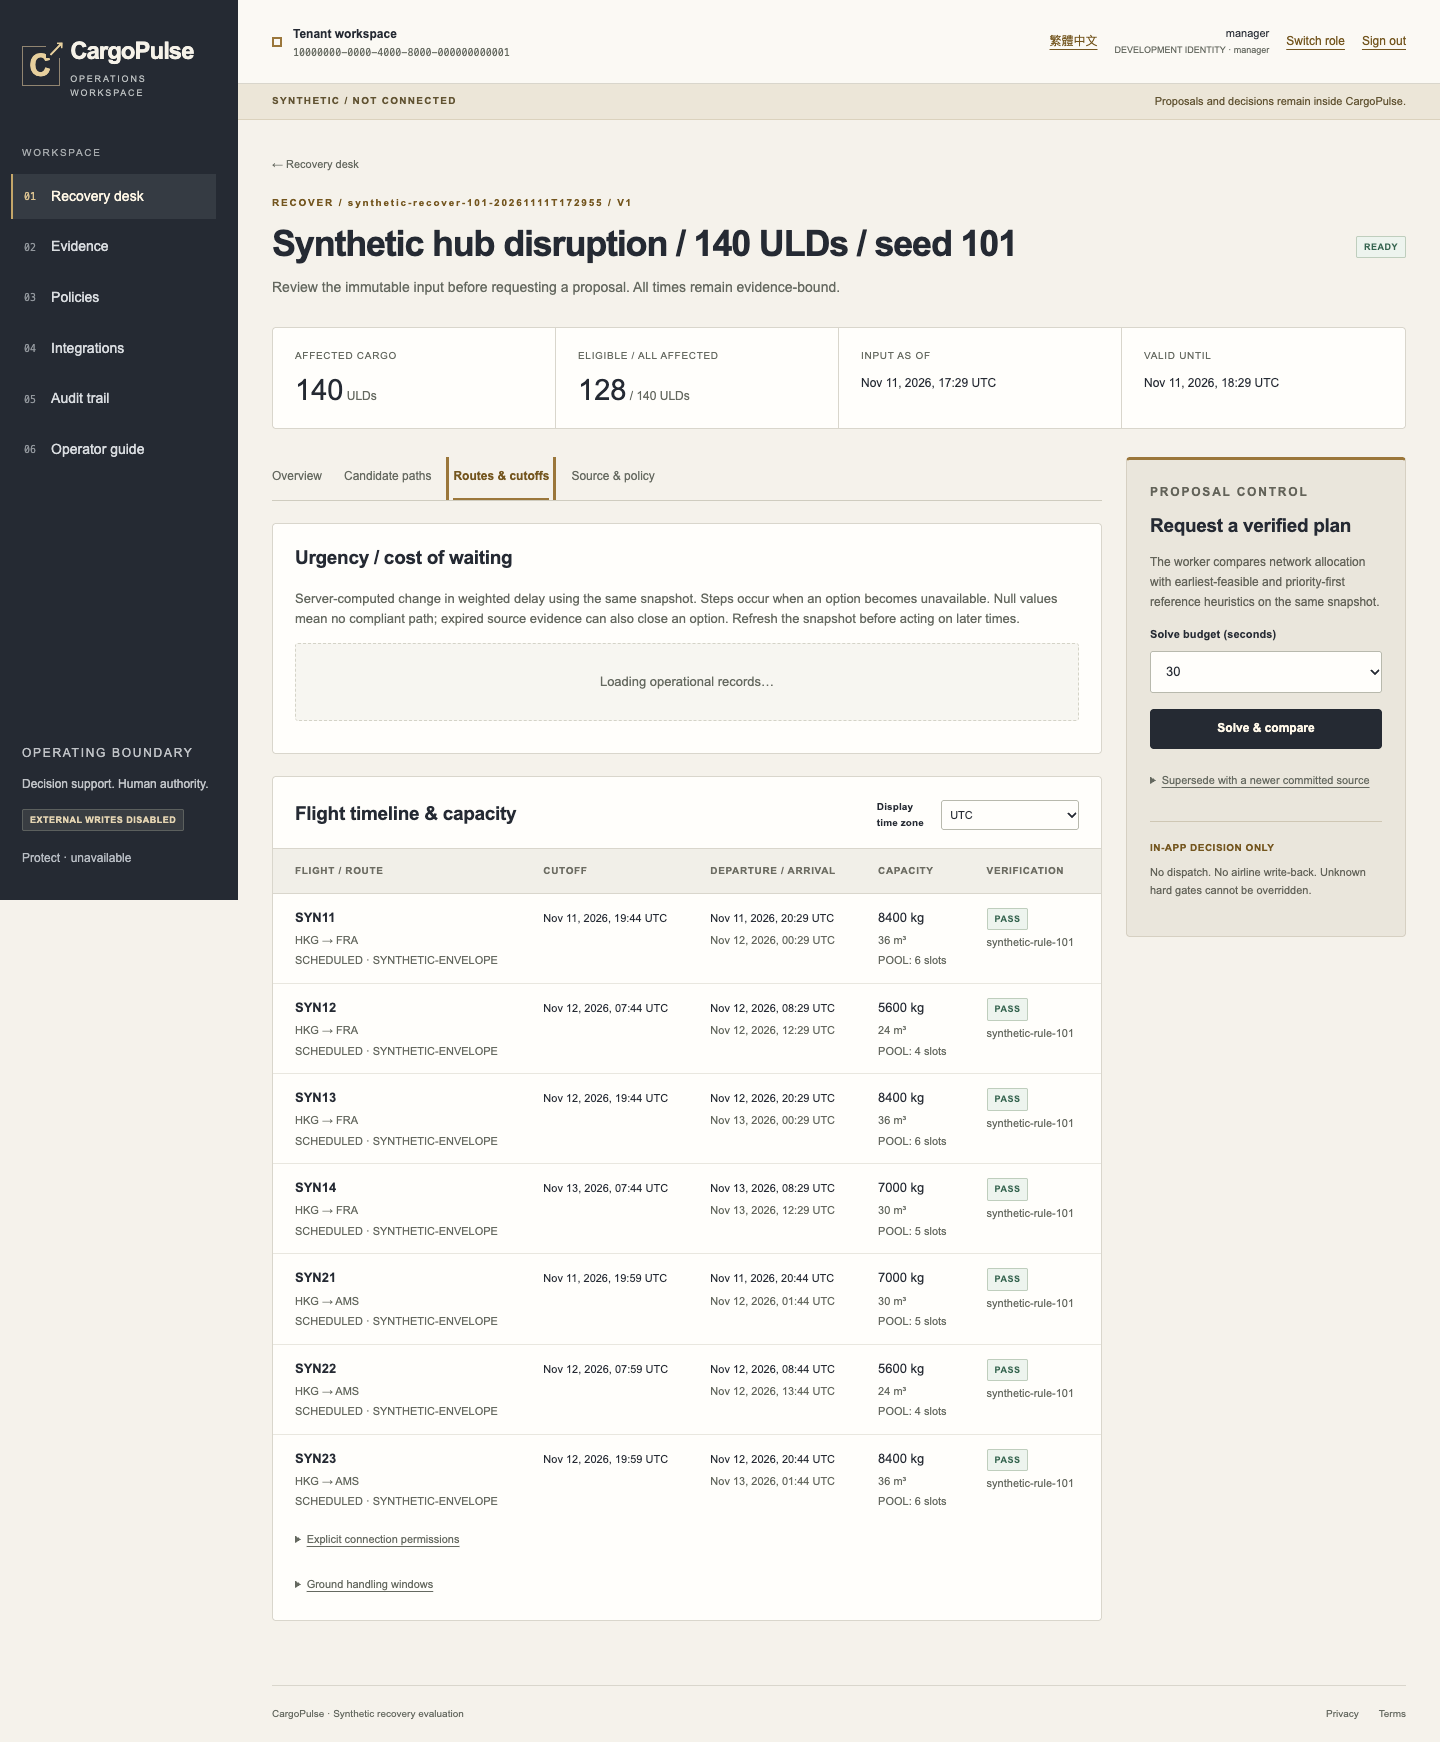 C
CargoPulse
OPERATIONS
WORKSPACE
WORKSPACE
01 Recovery desk
02 Evidence
03 Policies
04 Integrations
05 Audit trail
06 Operator guide
OPERATING BOUNDARY
Decision support. Human authority.
EXTERNAL WRITES DISABLED
Protect · unavailable
Tenant workspace
10000000-0000-4000-8000-000000000001
繁體中文
manager
DEVELOPMENT IDENTITY · manager
Switch role
Sign out
SYNTHETIC / NOT CONNECTED
Proposals and decisions remain inside CargoPulse.
← Recovery desk
RECOVER / synthetic-recover-101-20261111T172955 / V1
Synthetic hub disruption / 140 ULDs / seed 101
READY
Review the immutable input before requesting a proposal. All times remain evidence-bound.
AFFECTED CARGO
140 ULDs
ELIGIBLE / ALL AFFECTED
128 / 140 ULDs
INPUT AS OF
Nov 11, 2026, 17:29 UTC
VALID UNTIL
Nov 11, 2026, 18:29 UTC
Overview
Candidate paths
Routes & cutoffs
Source & policy
Urgency / cost of waiting
Server-computed change in weighted delay using the same snapshot. Steps occur when an option becomes unavailable. Null values
mean no compliant path; expired source evidence can also close an option. Refresh the snapshot before acting on later times.
Loading operational records…
Flight timeline & capacity
Display
time zone
UTC
FLIGHT / ROUTE CUTOFF DEPARTURE / ARRIVAL CAPACITY VERIFICATION
SYN11 Nov 11, 2026, 19:44 UTC Nov 11, 2026, 20:29 UTC 8400 kg PASS
HKG → FRA Nov 12, 2026, 00:29 UTC 36 m³ synthetic-rule-101
SCHEDULED · SYNTHETIC-ENVELOPE POOL: 6 slots
SYN12 Nov 12, 2026, 07:44 UTC Nov 12, 2026, 08:29 UTC 5600 kg PASS
HKG → FRA Nov 12, 2026, 12:29 UTC 24 m³ synthetic-rule-101
SCHEDULED · SYNTHETIC-ENVELOPE POOL: 4 slots
SYN13 Nov 12, 2026, 19:44 UTC Nov 12, 2026, 20:29 UTC 8400 kg PASS
HKG → FRA Nov 13, 2026, 00:29 UTC 36 m³ synthetic-rule-101
SCHEDULED · SYNTHETIC-ENVELOPE POOL: 6 slots
SYN14 Nov 13, 2026, 07:44 UTC Nov 13, 2026, 08:29 UTC 7000 kg PASS
HKG → FRA Nov 13, 2026, 12:29 UTC 30 m³ synthetic-rule-101
SCHEDULED · SYNTHETIC-ENVELOPE POOL: 5 slots
SYN21 Nov 11, 2026, 19:59 UTC Nov 11, 2026, 20:44 UTC 7000 kg PASS
HKG → AMS Nov 12, 2026, 01:44 UTC 30 m³ synthetic-rule-101
SCHEDULED · SYNTHETIC-ENVELOPE POOL: 5 slots
SYN22 Nov 12, 2026, 07:59 UTC Nov 12, 2026, 08:44 UTC 5600 kg PASS
HKG → AMS Nov 12, 2026, 13:44 UTC 24 m³ synthetic-rule-101
SCHEDULED · SYNTHETIC-ENVELOPE POOL: 4 slots
SYN23 Nov 12, 2026, 19:59 UTC Nov 12, 2026, 20:44 UTC 8400 kg PASS
HKG → AMS Nov 13, 2026, 01:44 UTC 36 m³ synthetic-rule-101
SCHEDULED · SYNTHETIC-ENVELOPE POOL: 6 slots
Explicit connection permissions
Ground handling windows
PROPOSAL CONTROL
Request a verified plan
The worker compares network allocation
with earliest-feasible and priority-first
reference heuristics on the same snapshot.
Solve budget (seconds)
30
Solve & compare
Supersede with a newer committed source
IN-APP DECISION ONLY
No dispatch. No airline write-back. Unknown
hard gates cannot be overridden.
CargoPulse · Synthetic recovery evaluation
Privacy
Terms